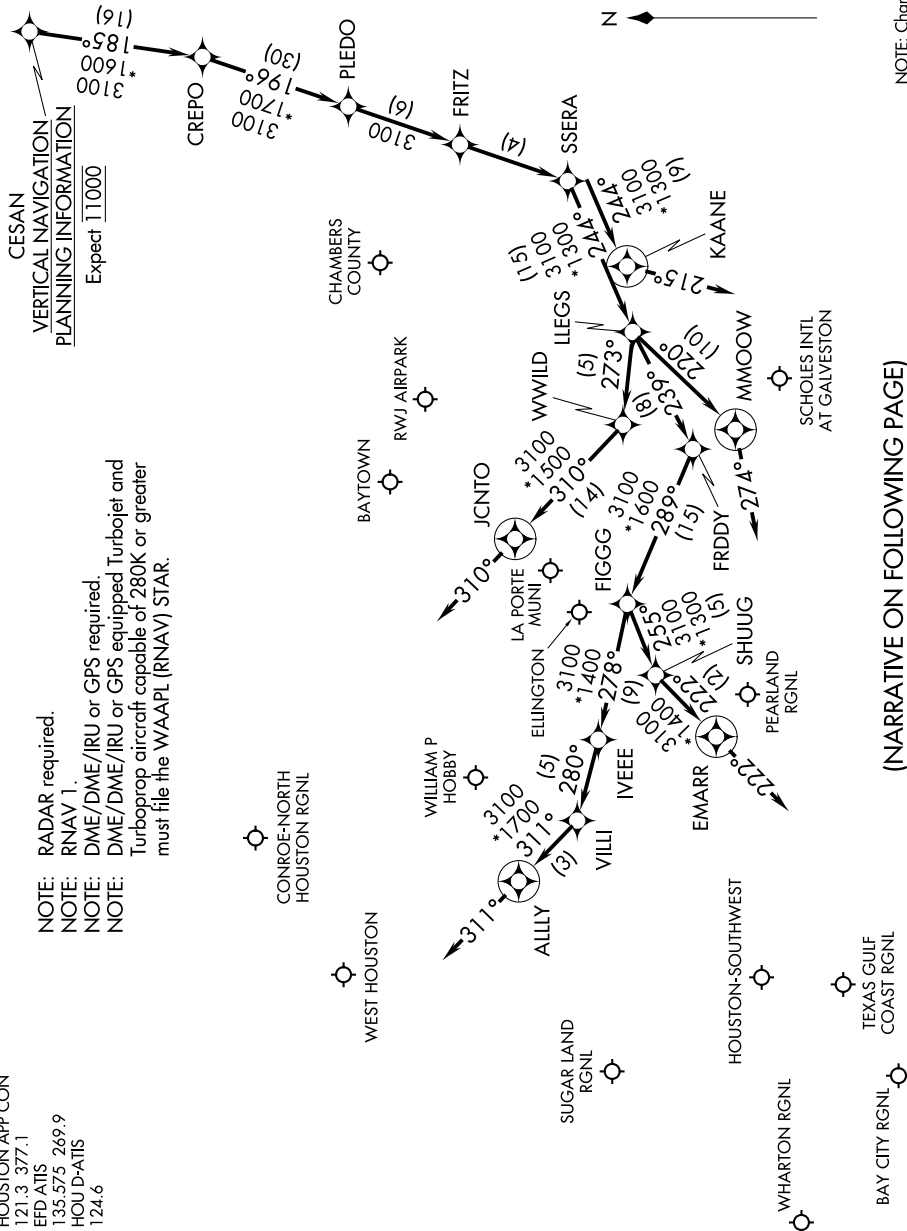 HOUSTON APP CON
121.3 377.1
EFD ATIS
135.575 269.9
HOU D-ATIS
124.6
NOTE: RADAR required.
NOTE: RNAV 1.
NOTE: DME/DME/IRU or GPS required.
NOTE: DME/DME/IRU or GPS equipped Turbojet and
Turboprop aircraft capable of 280K or greater
must file the WAAPL (RNAV) STAR.
CESAN
VERTICAL NAVIGATION
PLANNING INFORMATION
Expect 11000
3100
*1600
185°
(16)
CREPO
3100
*1700
196°
(30)
PLEDO
3100
(6)
FRITZ
(4)
SSERA
244°
3100
*1300
(9)
KAANE
215°
(15)
3100
*1300
244°
LLEGS
(5)
273°
WWILD
3100
*1500
310°
(14)
JCNTO
310°
(8)
239°
FRDDY
220°
(10)
MMOOW
274°
3100
*1600
289°
(15)
FIGGG
255°
3100
*1300
(5)
SHUUG
222°
(2)
3100
*1400
EMARR
222°
3100
*1400
278°
(9)
IVEEE
(5)
280°
VILLI
3100
*1700
311°
(3)
ALLLY
311°
CHAMBERS
COUNTY
RWJ AIRPARK
BAYTOWN
LA PORTE
MUNI
ELLINGTON
WILLIAM P
HOBBY
CONROE-NORTH
HOUSTON RGNL
WEST HOUSTON
SUGAR LAND
RGNL
HOUSTON-SOUTHWEST
WHARTON RGNL
TEXAS GULF
COAST RGNL
BAY CITY RGNL
PEARLAND
RGNL
SCHOLES INTL
AT GALVESTON
N
(NARRATIVE ON FOLLOWING PAGE)
NOTE: Char